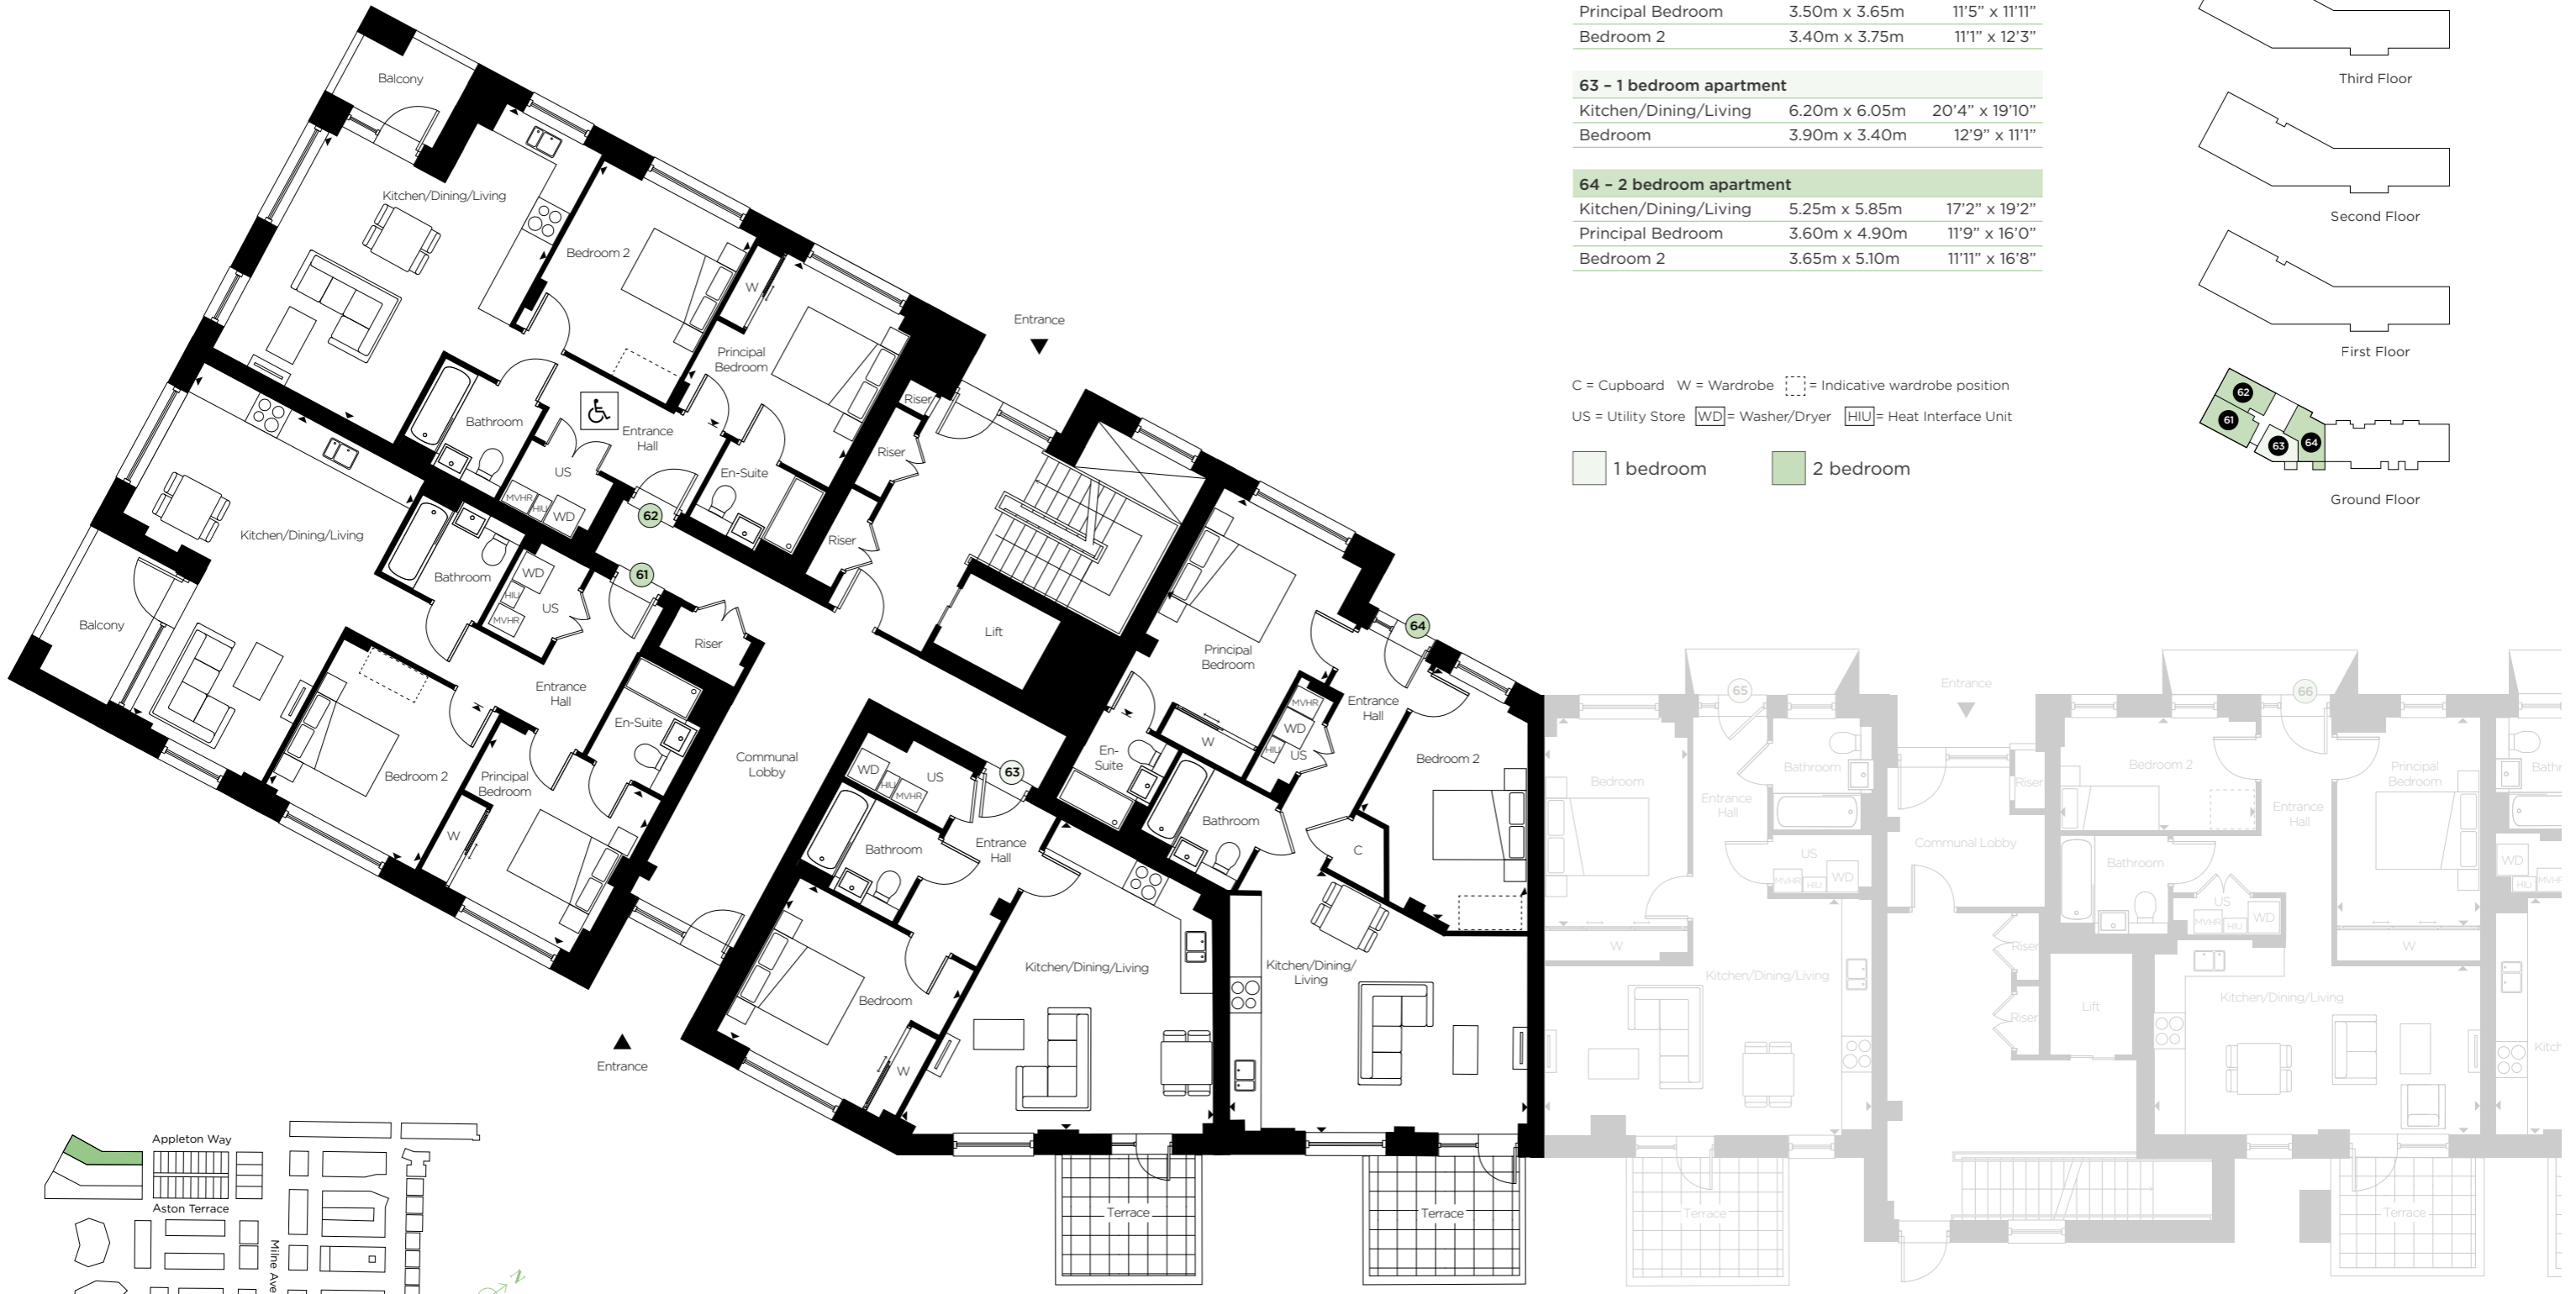 Principal Bedroom 3.50m x 3.65m 11’5” x 11’11”
Bedroom 2 3.40m x 3.75m 11’1” x 12’3”
63 – 1 bedroom apartment
Kitchen/Dining/Living 6.20m x 6.05m 20’4” x 19’10”
Bedroom 3.90m x 3.40m 12’9” x 11’1”
64 – 2 bedroom apartment
Kitchen/Dining/Living 5.25m x 5.85m 17’2” x 19’2”
Principal Bedroom 3.60m x 4.90m 11’9” x 16’0”
Bedroom 2 3.65m x 5.10m 11’11” x 16’8”
C = Cupboard W = Wardrobe = Indicative wardrobe position
US = Utility Store WD = Washer/Dryer HIU = Heat Interface Unit
1 bedroom 2 bedroom
Third Floor
Second Floor
First Floor
62
61
63
64
Ground Floor
Balcony
Kitchen/Dining/Living
Bedroom 2
W
Principal
Bedroom
Bathroom
Entrance
Hall
US
MVHR
HIU
WD
En-Suite
62
Entrance
Riser
Riser
Riser
Lift
61
Kitchen/Dining/Living
Balcony
Bathroom
WD
HIU
MVHR
US
Riser
Entrance
Hall
En-Suite
Bedroom 2
Principal
Bedroom
W
Communal
Lobby
Entrance
63
WD
HIU
MVHR
US
Bathroom
Entrance
Hall
Bedroom
W
Kitchen/Dining/Living
Terrace
64
Principal
Bedroom
Entrance
Hall
MVHR
WD
HIU
US
W
En-
Suite
Bathroom
Bedroom 2
C
Kitchen/Dining/
Living
Terrace
65
Bedroom
Bathroom
Entrance
Hall
US
MVHR
HIU
WD
W
Kitchen/Dining/Living
Terrace
Entrance
Riser
Communal Lobby
Riser
Riser
Lift
66
Bedroom 2
Entrance
Hall
Principal
Bedroom
Bathroom
US
MVHR
HIU
WD
W
Kitchen/Dining/Living
Terrace
Bathr
WD
HIU
MVHR
Kitch
Appleton Way
Aston Terrace
Milne Ave
N